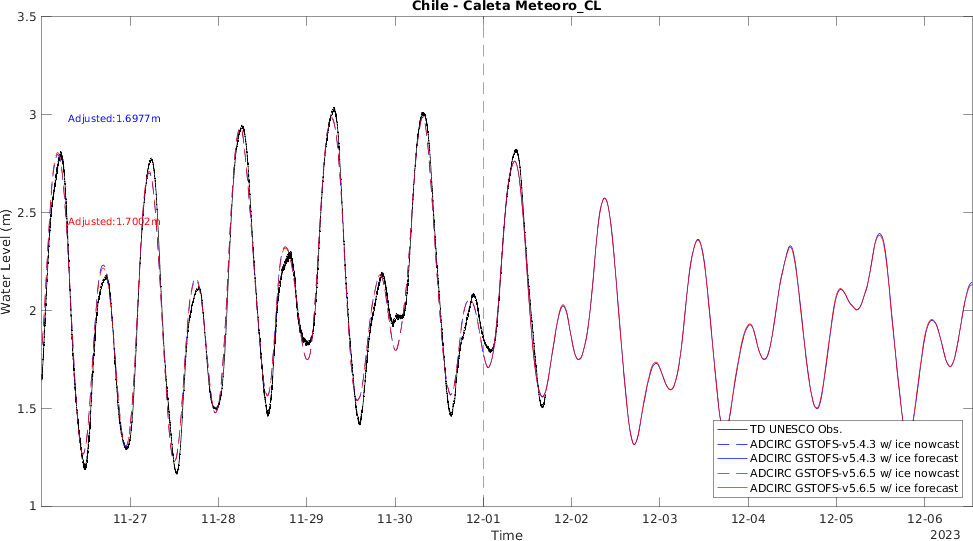 Chile - Caleta Meteoro_CL
3.5
3
2.5
2
1.5
1
Water Level (m)
Adjusted:1.6977m
Adjusted:1.7002m
TD UNESCO Obs.
ADCIRC GSTOFS-v5.4.3 w/ ice nowcast
ADCIRC GSTOFS-v5.4.3 w/ ice forecast
ADCIRC GSTOFS-v5.6.5 w/ ice nowcast
ADCIRC GSTOFS-v5.6.5 w/ ice forecast
11-27 11-28 11-29 11-30 12-01 12-02 12-03 12-04 12-05 12-06
Time
2023